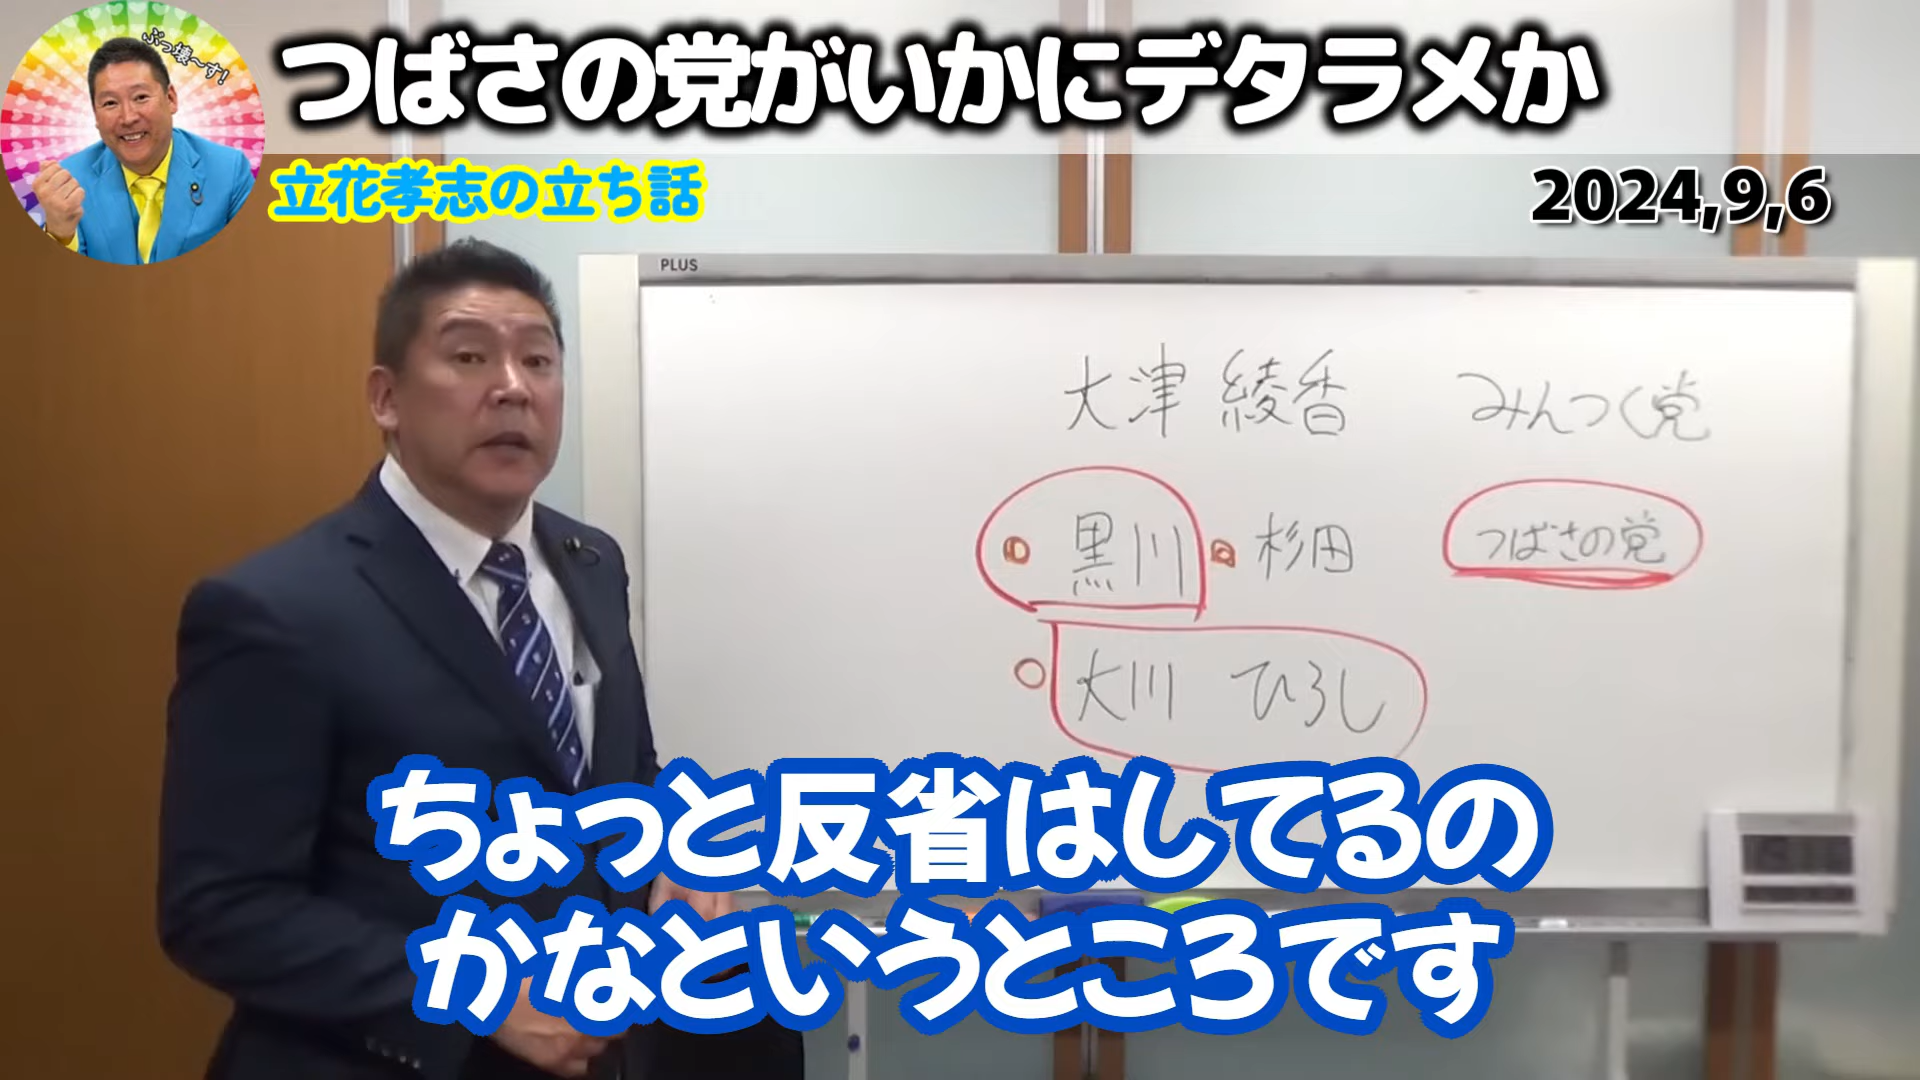 ぶっ壊~す!
つばさの党がいかにデタラメか
立花孝志の立ち話
2024,9,6
PLUS
大津 綾香 みんつく党
黒川 杉田 つばさの党
大川 ひろし
ちょっと反省はしてるの
かなというところです